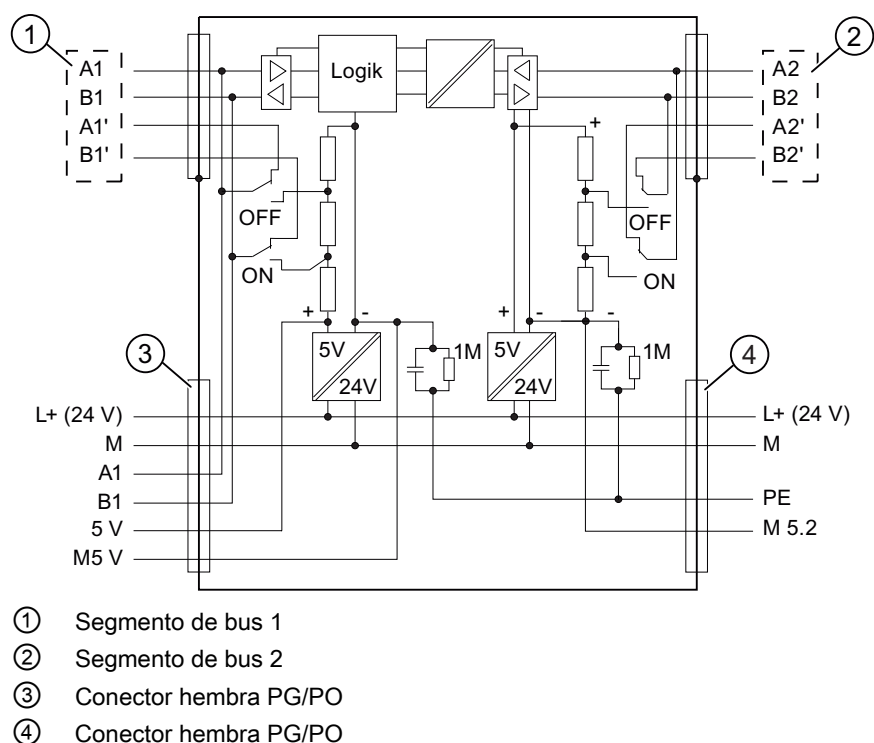 1
2
A1
B1
A1'
B1'
Logik
A2
B2
A2'
B2'
+
OFF
ON
OFF
ON
+
-
+
-
-
3
4
5V
24V
1M
5V
24V
1M
L+ (24 V)
M
A1
B1
5 V
M5 V
L+ (24 V)
M
PE
M 5.2
① Segmento de bus 1
② Segmento de bus 2
③ Conector hembra PG/PO
④ Conector hembra PG/PO